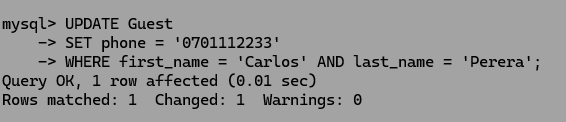 mysql> UPDATE Guest
    -> SET phone = '0701112233'
    -> WHERE first_name = 'Carlos' AND last_name = 'Perera';
Query OK, 1 row affected (0.01 sec)
Rows matched: 1  Changed: 1  Warnings: 0